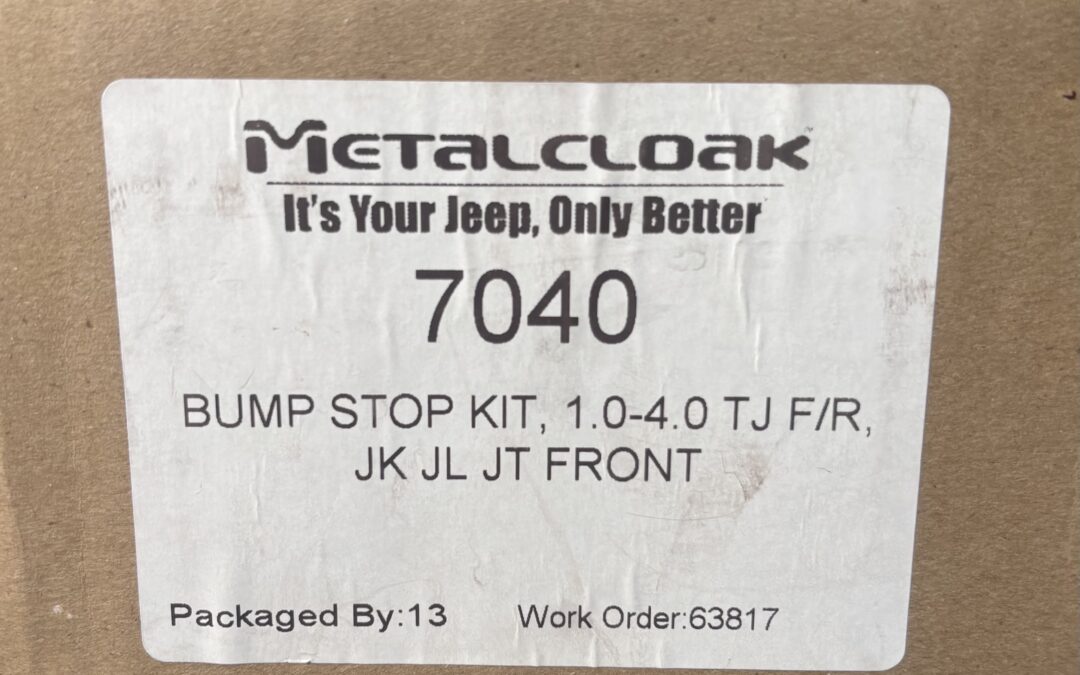 METALCLOAK™
It's Your Jeep, Only Better
7040
BUMP STOP KIT, 1.0-4.0 TJ F/R,
JK JL JT FRONT
Packaged By:13 Work Order:63817